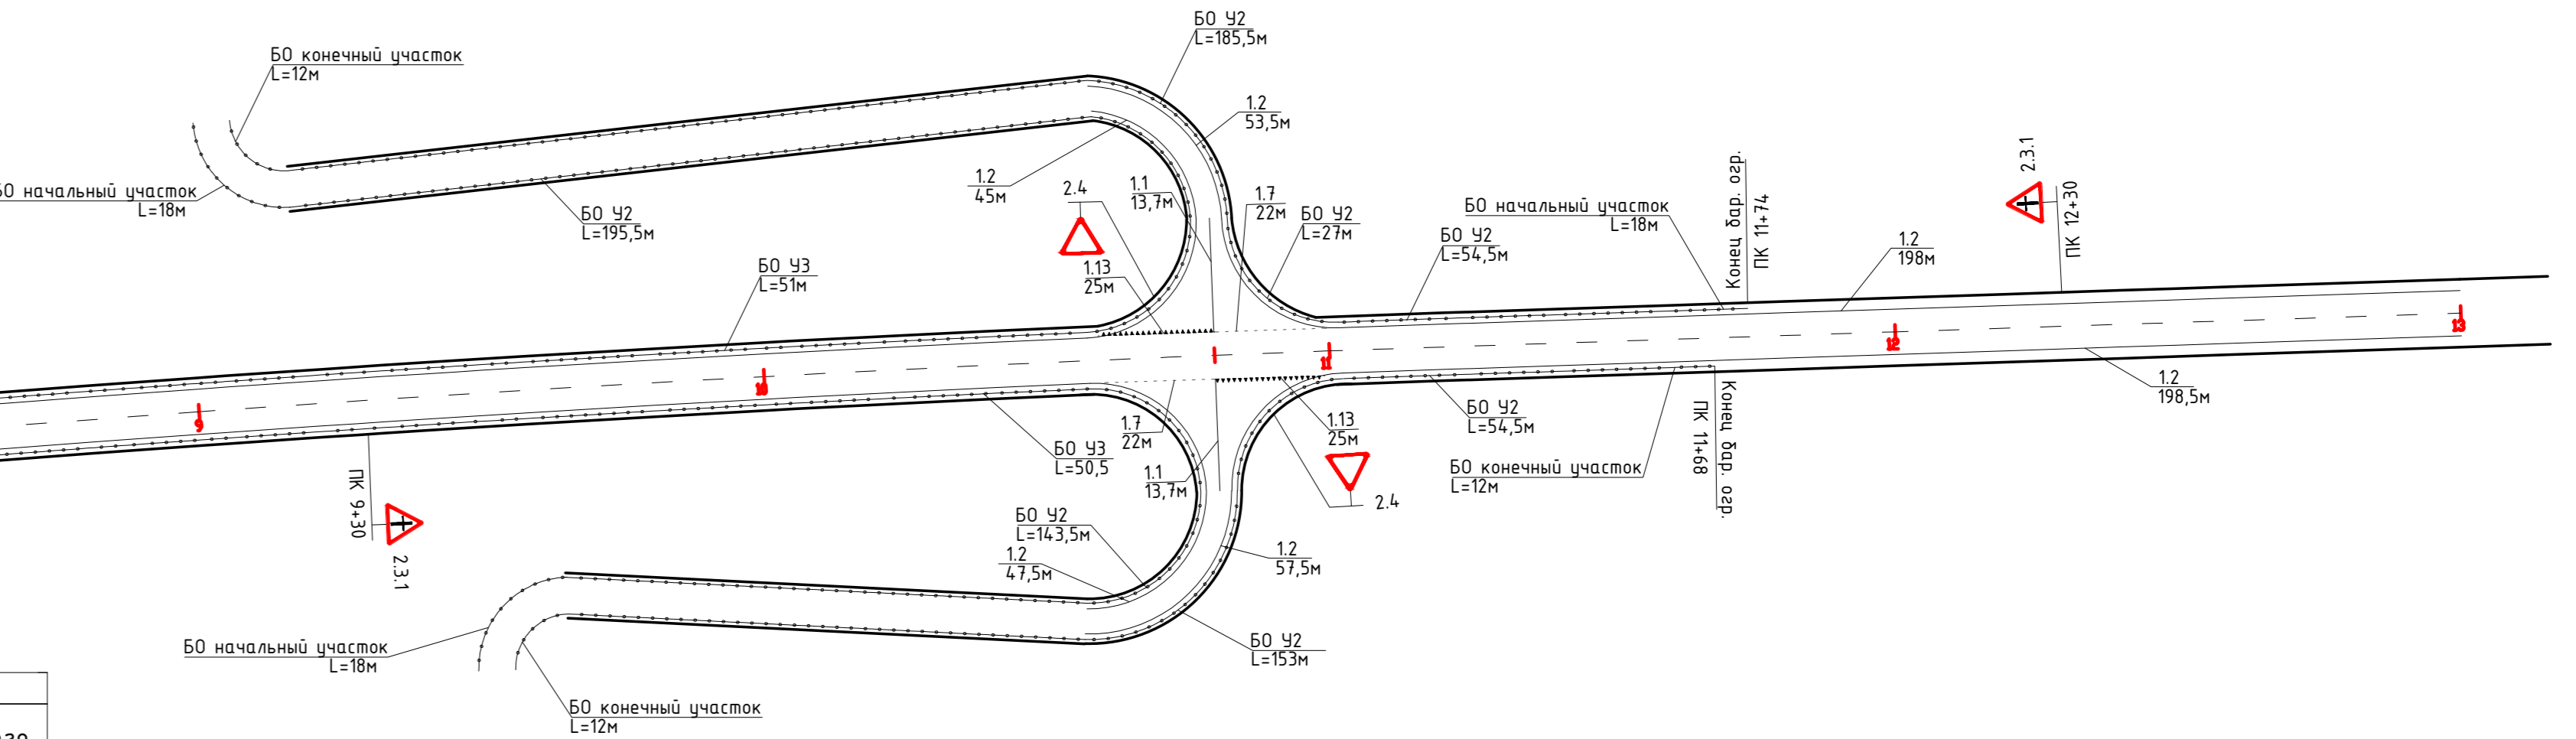 БО У2
L=185,5м
БО конечный участок
L=12м
1.2
53,5м
БО начальный участок
L=18м
БО У2
L=195,5м
1.2
45м
2.4
1.1
13,7м
1.7
22м
БО У2
L=27м
БО У2
L=54,5м
БО начальный участок
L=18м
Конец бар. огр.
ПК 11+74
1.2
198м
2.3.1
ПК 12+30
БО У3
L=51м
1.13
25м
9
10
11
12
13
ПК 9+30
2.3.1
БО У3
L=50,5
1.7
22м
1.1
13,7м
1.13
25м
2.4
БО У2
L=54,5м
БО конечный участок
L=12м
ПК 11+68
Конец бар. огр.
1.2
198,5м
БО У2
L=143,5м
1.2
47,5м
1.2
57,5м
БО У2
L=153м
БО начальный участок
L=18м
БО конечный участок
L=12м